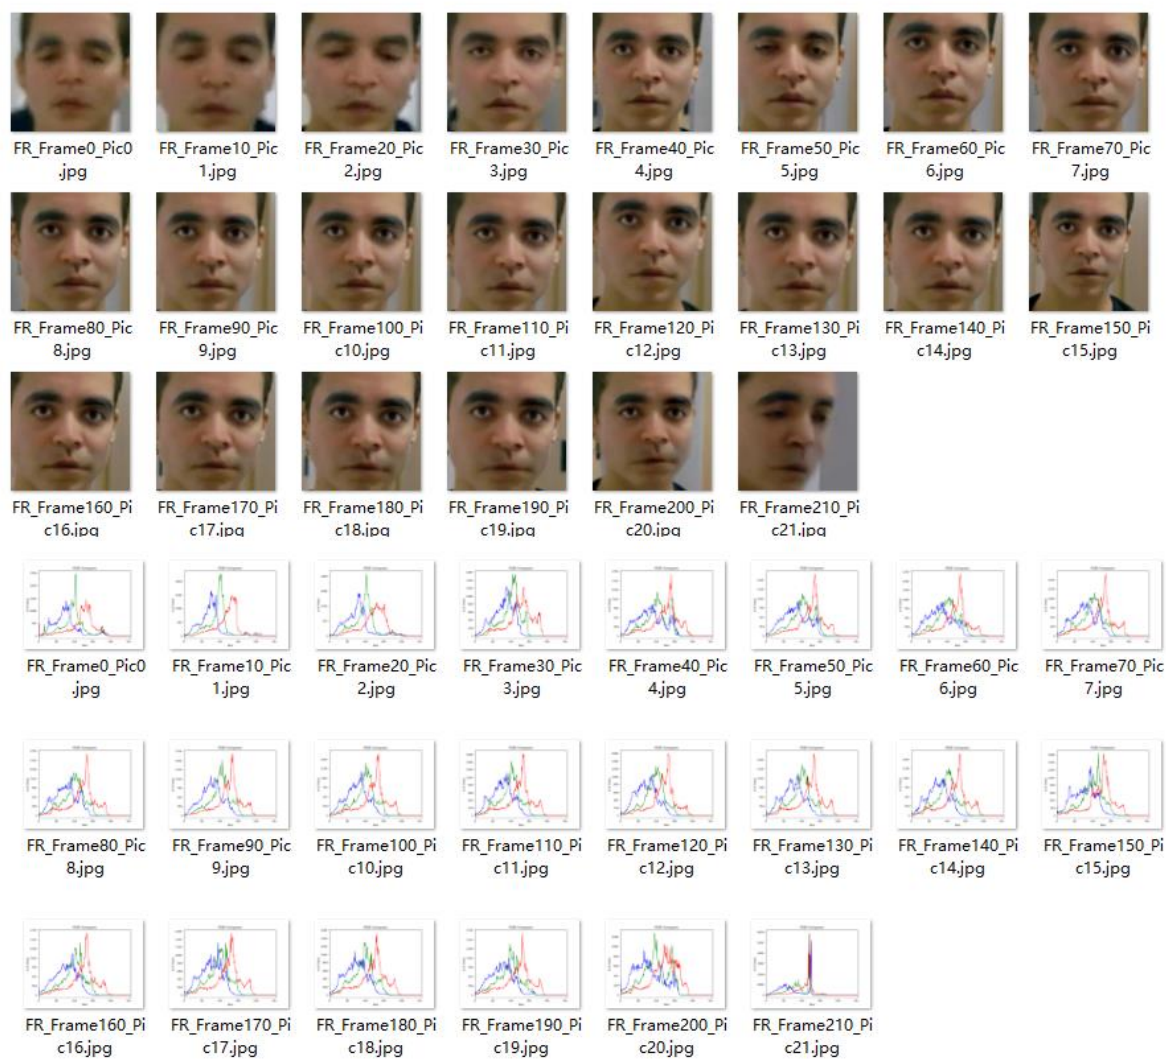 FR_Frame0_Pic0 FR_Frame10_Pic FR_Frame20_Pic FR_Frame30_Pic FR_Frame40_Pic FR_Frame50_Pic FR_Frame60_Pic FR_Frame70_Pic
.jpg 1.jpg 2.jpg 3.jpg 4.jpg 5.jpg 6.jpg 7.jpg
FR_Frame80_Pic FR_Frame90_Pic FR_Frame100_Pi FR_Frame110_Pi FR_Frame120_Pi FR_Frame130_Pi FR_Frame140_Pi FR_Frame150_Pi
8.jpg 9.jpg c10.jpg c11.jpg c12.jpg c13.jpg c14.jpg c15.jpg
FR_Frame160_Pi FR_Frame170_Pi FR_Frame180_Pi FR_Frame190_Pi FR_Frame200_Pi FR_Frame210_Pi
c16.jpg c17.jpg c18.jpg c19.jpg c20.jpg c21.jpg
FR_Frame0_Pic0 FR_Frame10_Pic FR_Frame20_Pic FR_Frame30_Pic FR_Frame40_Pic FR_Frame50_Pic FR_Frame60_Pic FR_Frame70_Pic
.jpg 1.jpg 2.jpg 3.jpg 4.jpg 5.jpg 6.jpg 7.jpg
FR_Frame80_Pic FR_Frame90_Pic FR_Frame100_Pi FR_Frame110_Pi FR_Frame120_Pi FR_Frame130_Pi FR_Frame140_Pi FR_Frame150_Pi
8.jpg 9.jpg c10.jpg c11.jpg c12.jpg c13.jpg c14.jpg c15.jpg
FR_Frame160_Pi FR_Frame170_Pi FR_Frame180_Pi FR_Frame190_Pi FR_Frame200_Pi FR_Frame210_Pi
c16.jpg c17.jpg c18.jpg c19.jpg c20.jpg c21.jpg